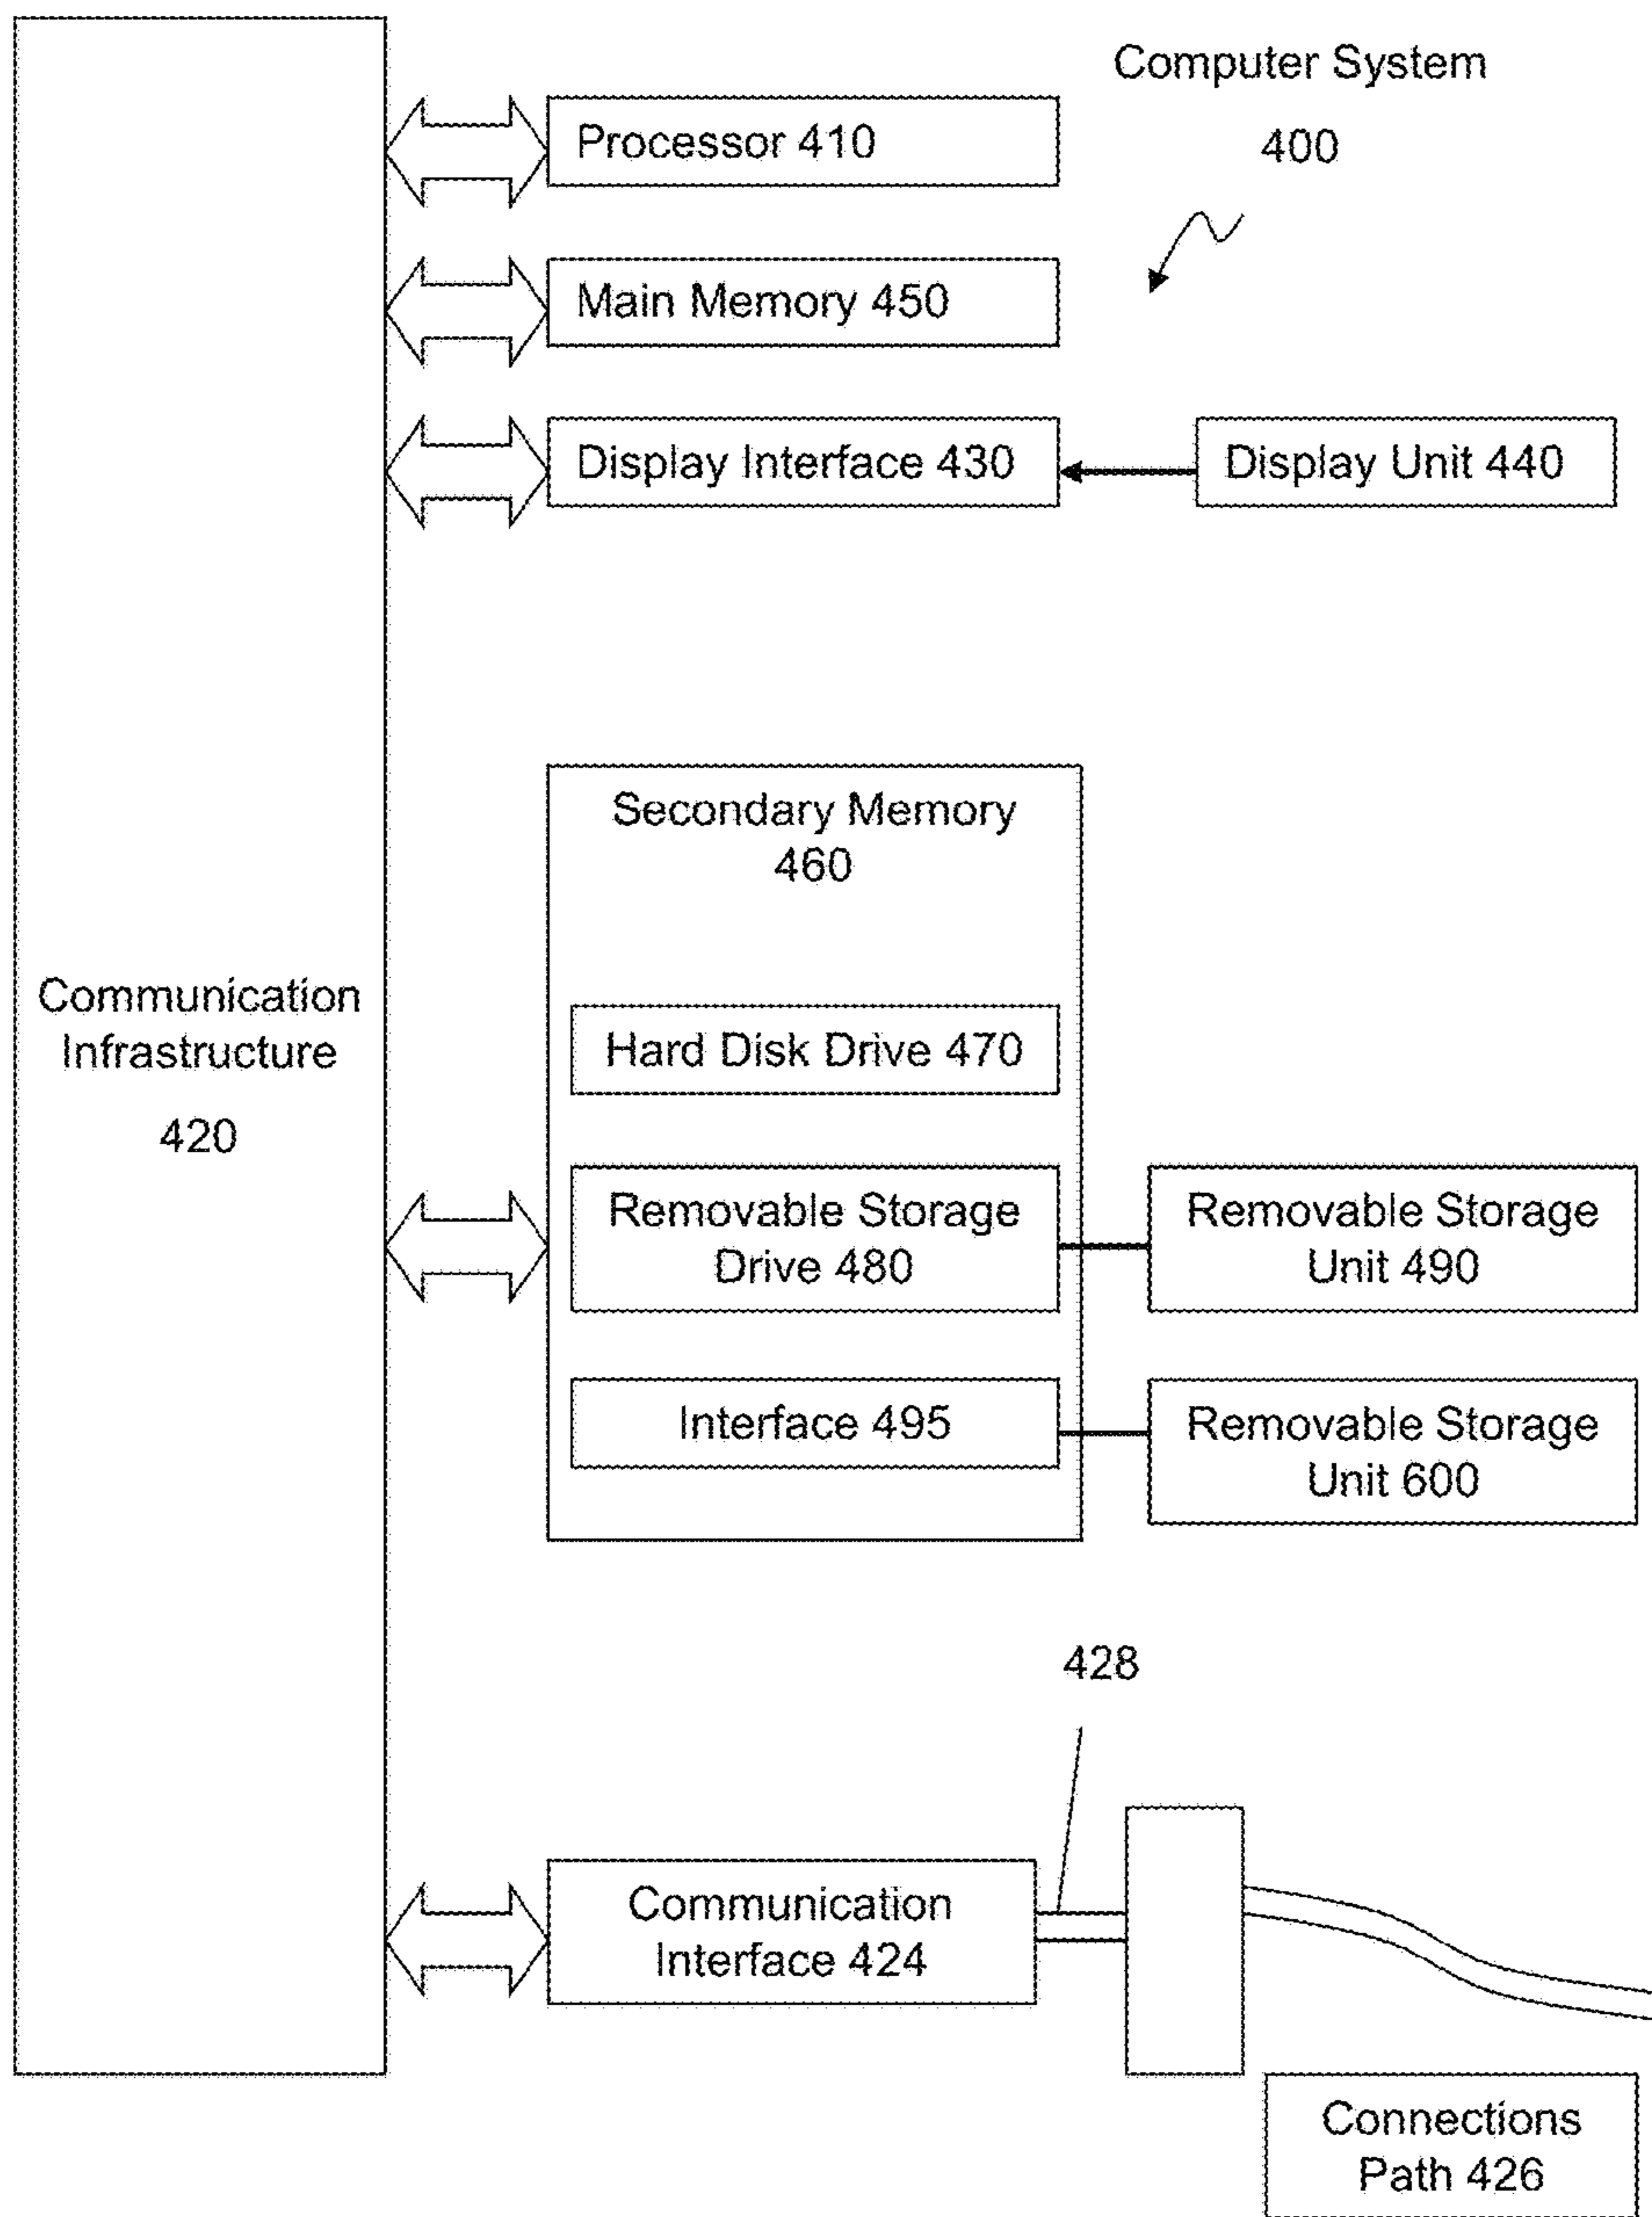 Computer System
400
Processor 410
Main Memory 450
Display Interface 430
Display Unit 440
Secondary Memory
460
Communication
Infrastructure
420
Hard Disk Drive 470
Removable Storage
Drive 480
Removable Storage
Unit 490
Interface 495
Removable Storage
Unit 600
428
Communication
Interface 424
Connections
Path 426